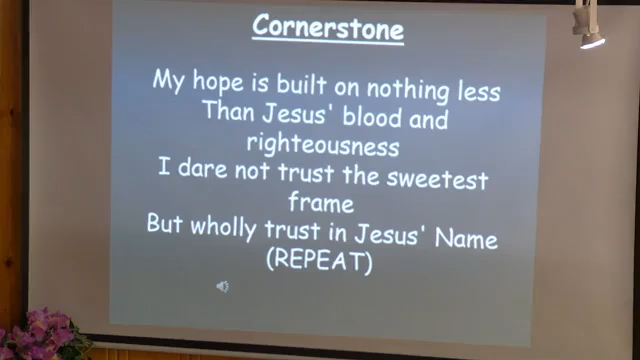 Cornerstone
My hope is built on nothing less
Than Jesus' blood and
righteousness
I dare not trust the sweetest
frame
But wholly trust in Jesus' Name
(REPEAT)